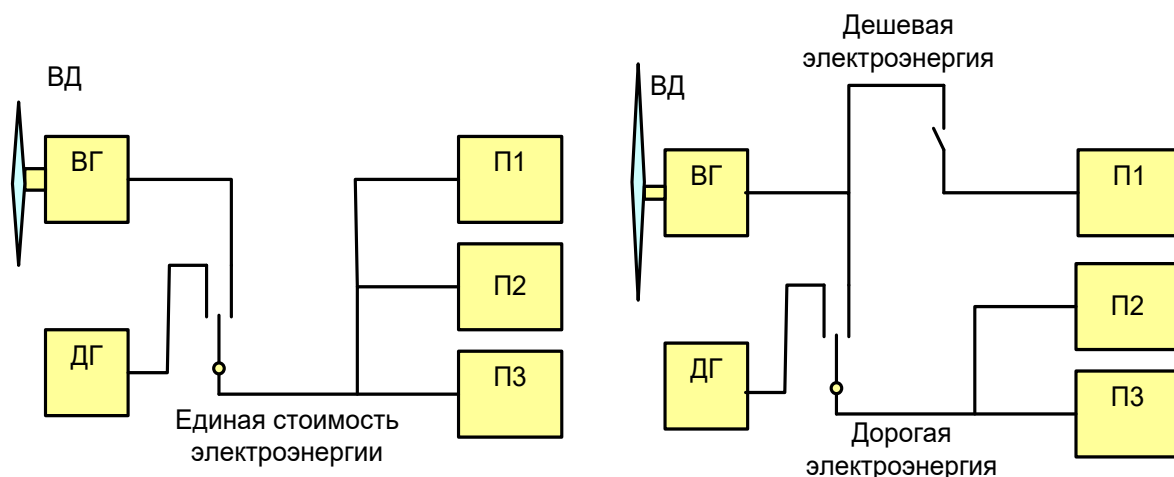 ВД
ВГ
П1
П2
ДГ
П3
Единая стоимость
электроэнергии
Дешевая
электроэнергия
ВД
ВГ
П1
П2
ДГ
П3
Дорогая
электроэнергия